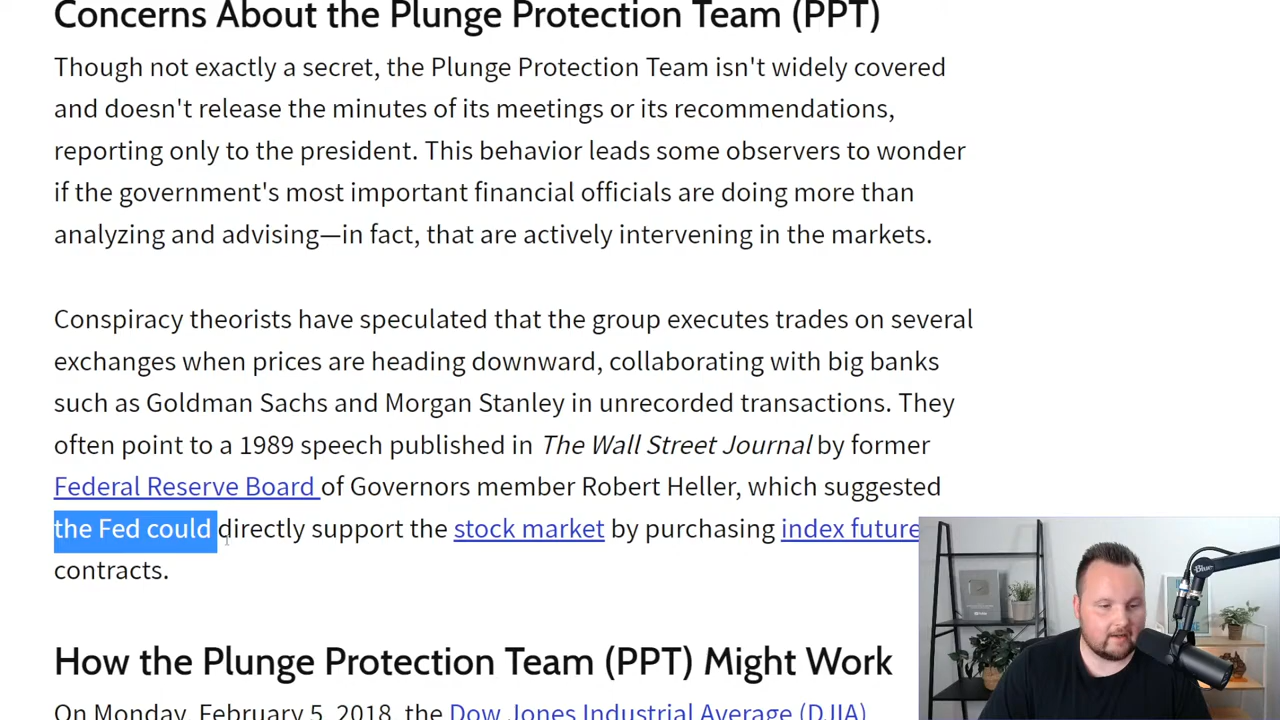 Concerns About the Plunge Protection Team (PPT)
Though not exactly a secret, the Plunge Protection Team isn't widely covered
and doesn't release the minutes of its meetings or its recommendations,
reporting only to the president. This behavior leads some observers to wonder
if the government's most important financial officials are doing more than
analyzing and advising—in fact, that are actively intervening in the markets.
Conspiracy theorists have speculated that the group executes trades on several
exchanges when prices are heading downward, collaborating with big banks
such as Goldman Sachs and Morgan Stanley in unrecorded transactions. They
often point to a 1989 speech published in The Wall Street Journal by former
Federal Reserve Board of Governors member Robert Heller, which suggested
the Fed could directly support the stock market by purchasing index future
contracts.
How the Plunge Protection Team (PPT) Might Work
On Monday, February 5, 2018, the Dow Jones Industrial Average (DJIA)
Blue